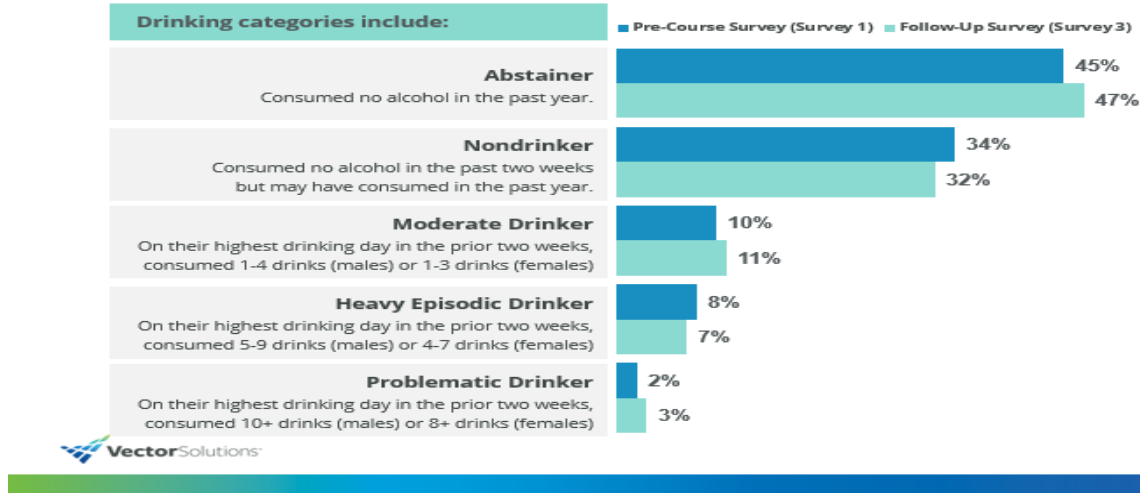 Drinking categories include:
Pre-Course Survey (Survey 1) Follow-Up Survey (Survey 3)
Abstainer
Consumed no alcohol in the past year.
45%
47%
Nondrinker
Consumed no alcohol in the past two weeks
but may have consumed in the past year.
34%
32%
Moderate Drinker
On their highest drinking day in the prior two weeks,
consumed 1-4 drinks (males) or 1-3 drinks (females)
10%
11%
Heavy Episodic Drinker
On their highest drinking day in the prior two weeks,
consumed 5-9 drinks (males) or 4-7 drinks (females)
8%
7%
Problematic Drinker
On their highest drinking day in the prior two weeks,
consumed 10+ drinks (males) or 8+ drinks (females)
2%
3%
VectorSolutions